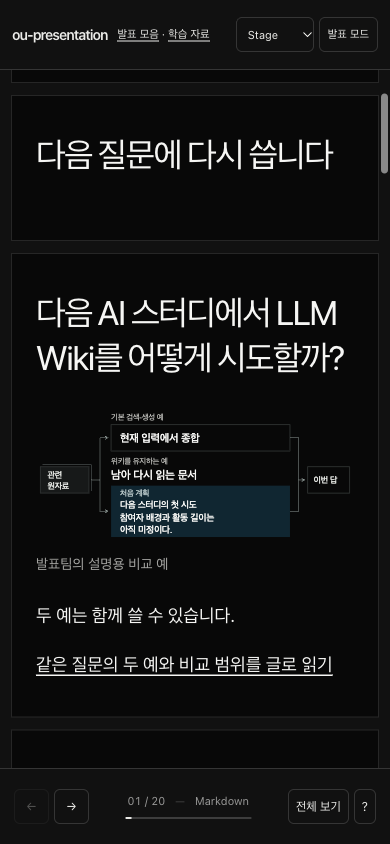 ou-presentation 발표 모음 · 학습 자료 Stage 발표 모드
다음 질문에 다시 씁니다
다음 AI 스터디에서 LLM
Wiki를 어떻게 시도할까?
기본 검색·생성 예
현재 입력에서 종합
위키를 유지하는 예
남아 다시 읽는 문서
관련
원자료
처음 계획
다음 스터디의 첫 시도
참여자 배경과 활동 길이는
아직 미정이다.
이번 답
발표팀의 설명용 비교 예
두 예는 함께 쓸 수 있습니다.
같은 질문의 두 예와 비교 범위를 글로 읽기
← → 01 / 20 — Markdown 전체 보기 ?